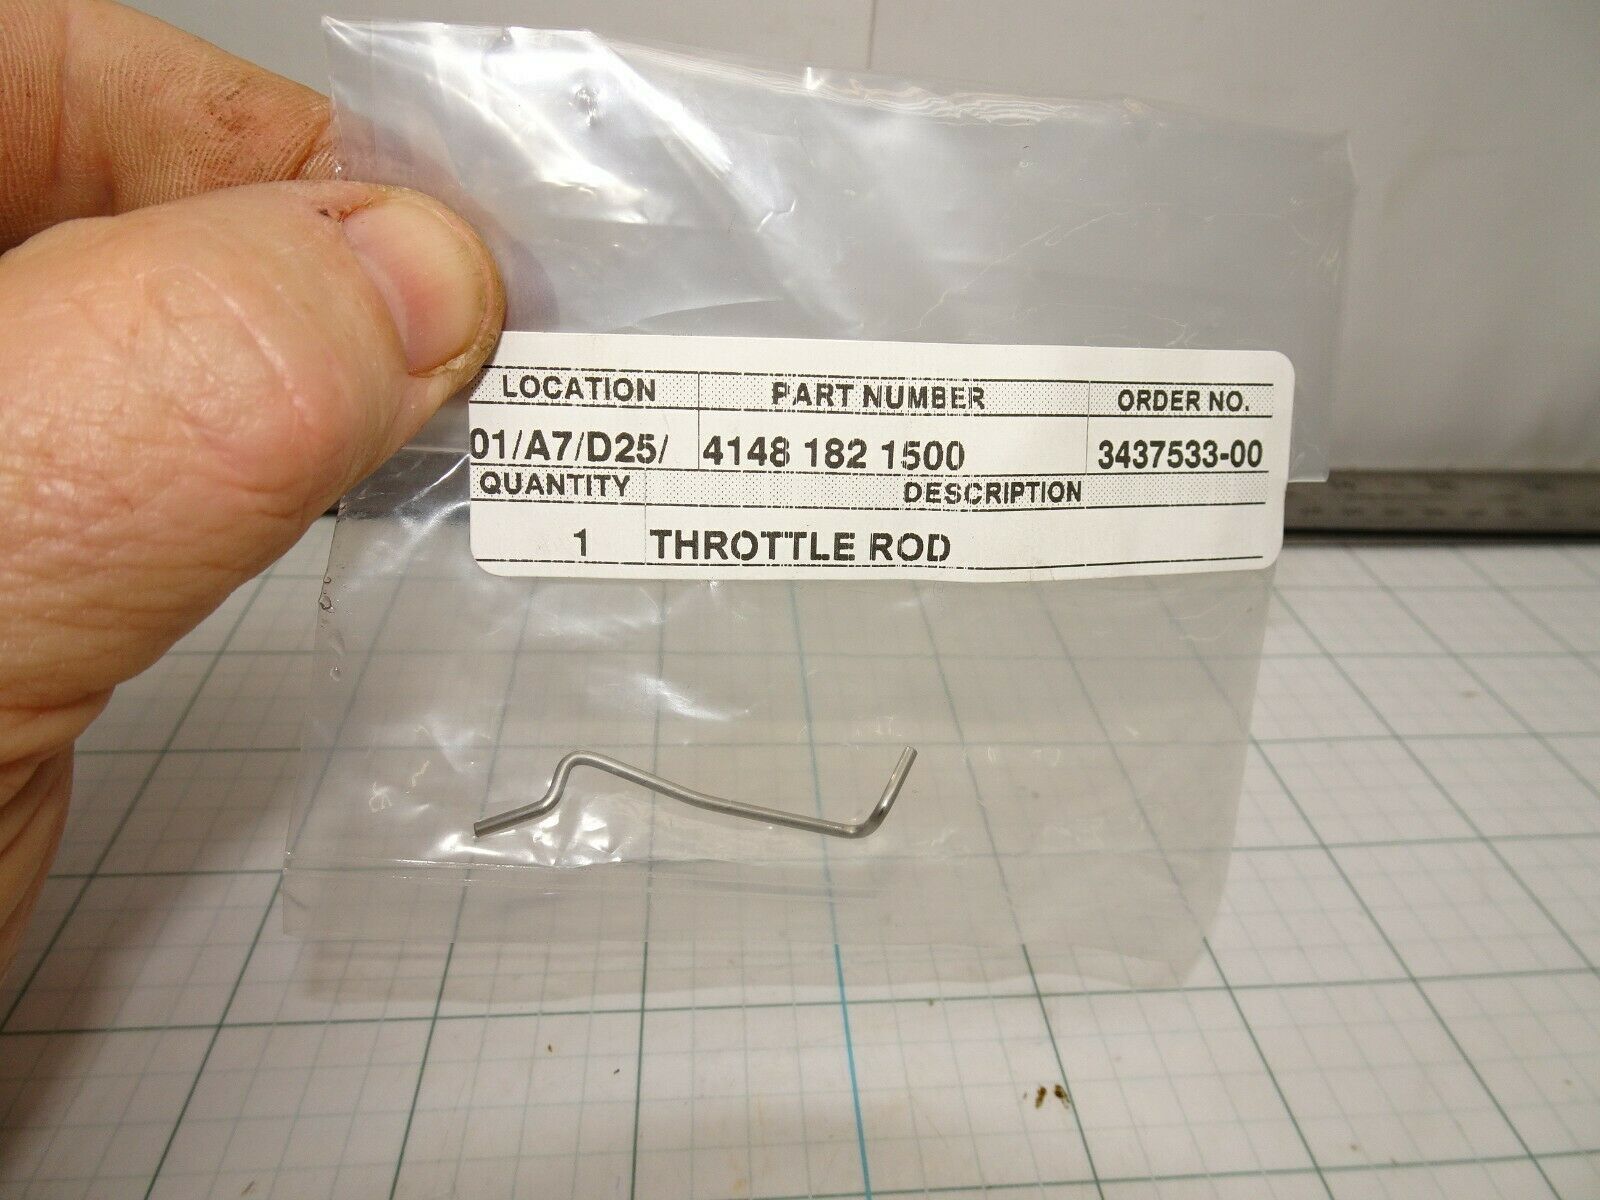 LOCATION PART NUMBER ORDER NO.
01/A7/D25/ 4148 182 1500 3437533-00
QUANTITY DESCRIPTION
1 THROTTLE ROD